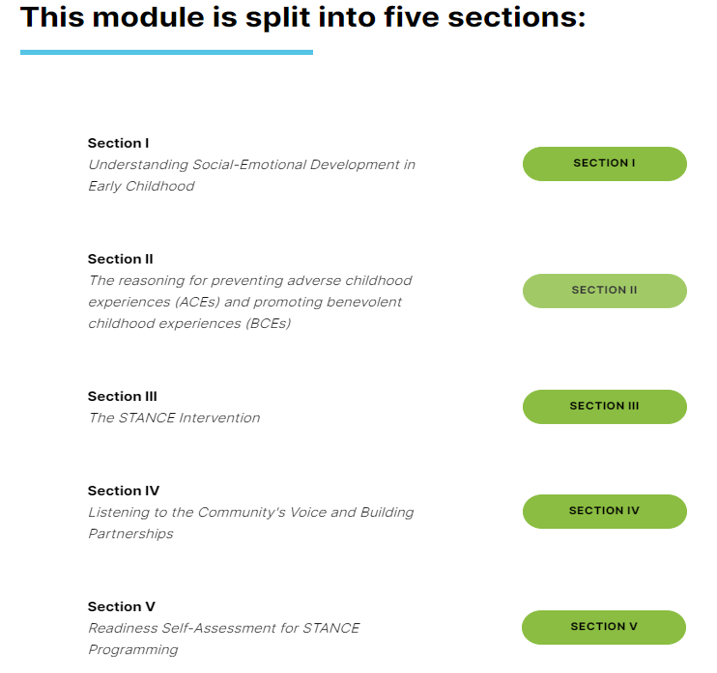 This module is split into five sections:
Section I
Understanding Social-Emotional Development in
Early Childhood
SECTION I
Section II
The reasoning for preventing adverse childhood
experiences (ACEs) and promoting benevolent
childhood experiences (BCEs)
SECTION II
Section III
The STANCE Intervention
SECTION III
Section IV
Listening to the Community's Voice and Building
Partnerships
SECTION IV
Section V
Readiness Self-Assessment for STANCE
Programming
SECTION V